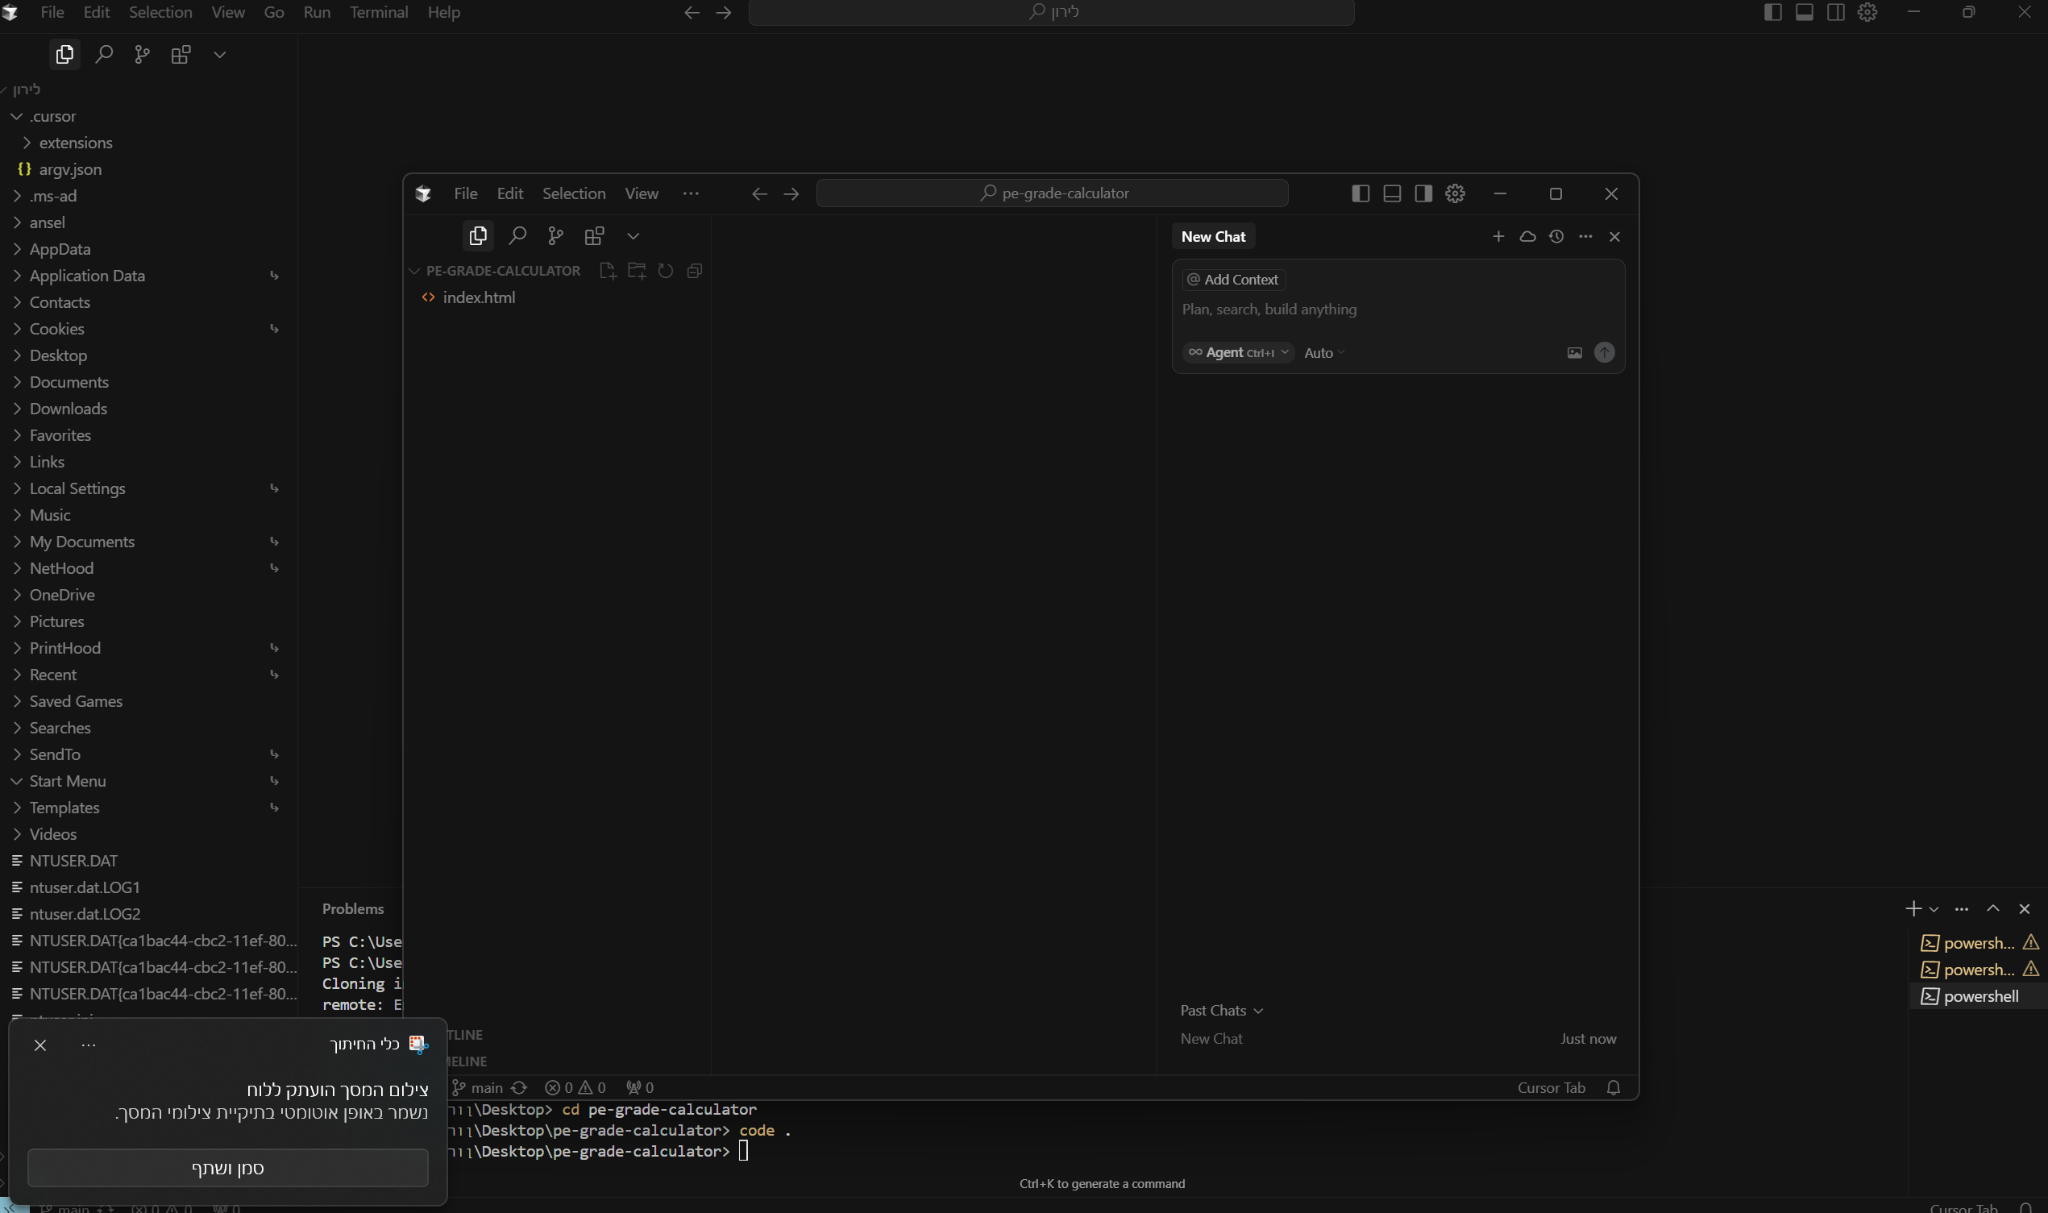 File Edit Selection View Go Run Terminal Help
לירון
לירון
.cursor
extensions
{} argv.json
.ms-ad
ansel
AppData
Application Data
Contacts
Cookies
Desktop
Documents
Downloads
Favorites
Links
Local Settings
Music
My Documents
NetHood
OneDrive
Pictures
PrintHood
Recent
Saved Games
Searches
SendTo
Start Menu
Templates
Videos
NTUSER.DAT
ntuser.dat.LOG1
ntuser.dat.LOG2
NTUSER.DAT{ca1bac44-cbc2-11ef-80...
NTUSER.DAT{ca1bac44-cbc2-11ef-80...
NTUSER.DAT{ca1bac44-cbc2-11ef-80...
File Edit Selection View ...
pe-grade-calculator
PE-GRADE-CALCULATOR
<> index.html
New Chat
@ Add Context
Plan, search, build anything
Agent Ctrl+I Auto
Past Chats
New Chat Just now
TLINE
ELINE
main 0 0 0
Cursor Tab
Problems
PS C:\Use
PS C:\Use
Cloning i
remote: E
\Desktop> cd pe-grade-calculator
\Desktop\pe-grade-calculator> code .
\Desktop\pe-grade-calculator>
Ctrl+K to generate a command
powersh...
powersh...
powershell
כלי החיתוך
צילום המסך הועתק ללוח
נשמר באופן אוטומטי בתיקיית צילומי המסך.
סמן ושתף
main 0 0 0
Cursor Tab